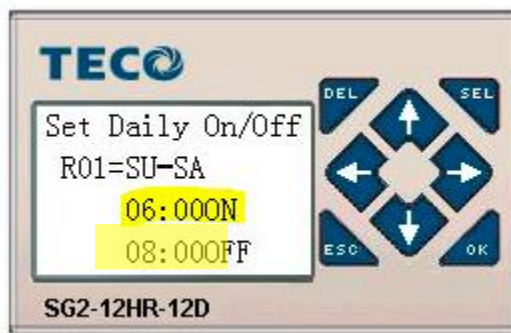 TECO
DEL
SEL
Set Daily On/Off
R01=SU-SA
06:00ON
08:00OFF
ESC
OK
SG2-12HR-12D